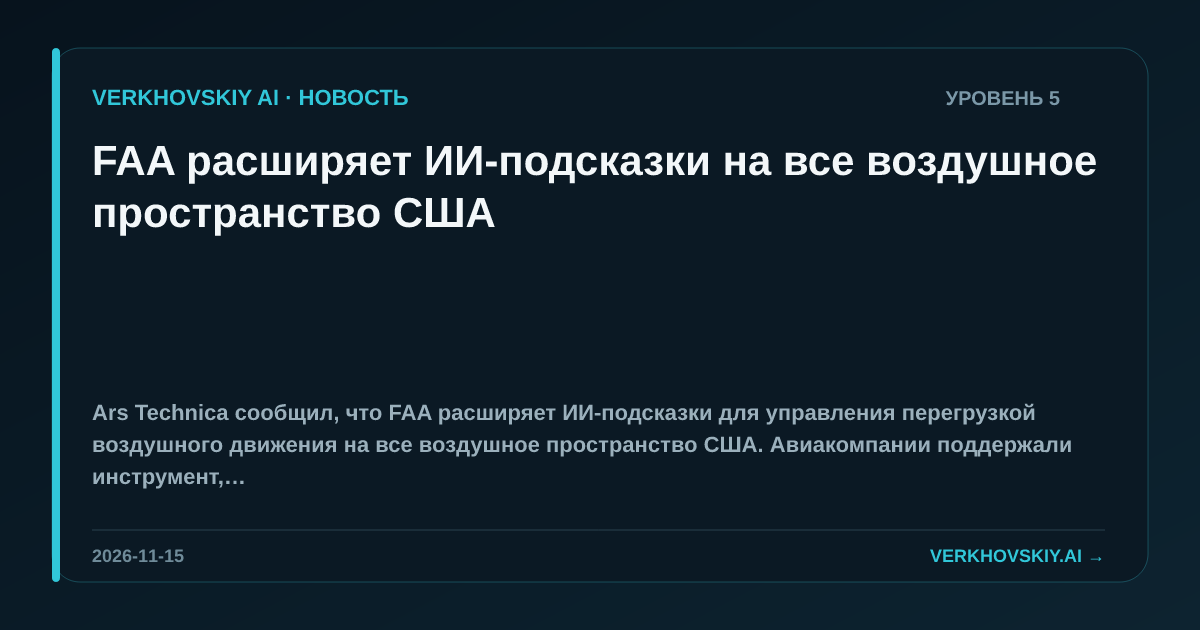 VERKHOVSKIY AI · НОВОСТЬ
УРОВЕНЬ 5
FAA расширяет ИИ-подсказки на все воздушное
пространство США
Ars Technica сообщил, что FAA расширяет ИИ-подсказки для управления перегрузкой
воздушного движения на все воздушное пространство США. Авиакомпании поддержали
инструмент,…
2026-11-15
VERKHOVSKIY.AI →